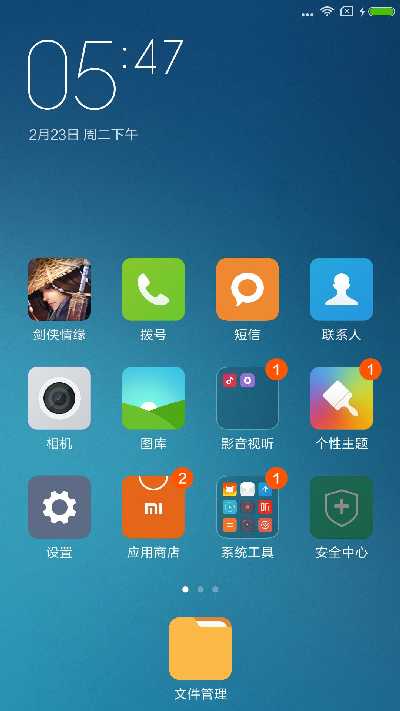 05:47
2月23日 周二下午
剑侠情缘
拨号
短信
联系人
1
1
相机
图库
影音视听
个性主题
2
1
mi
设置
应用商店
系统工具
安全中心
文件管理